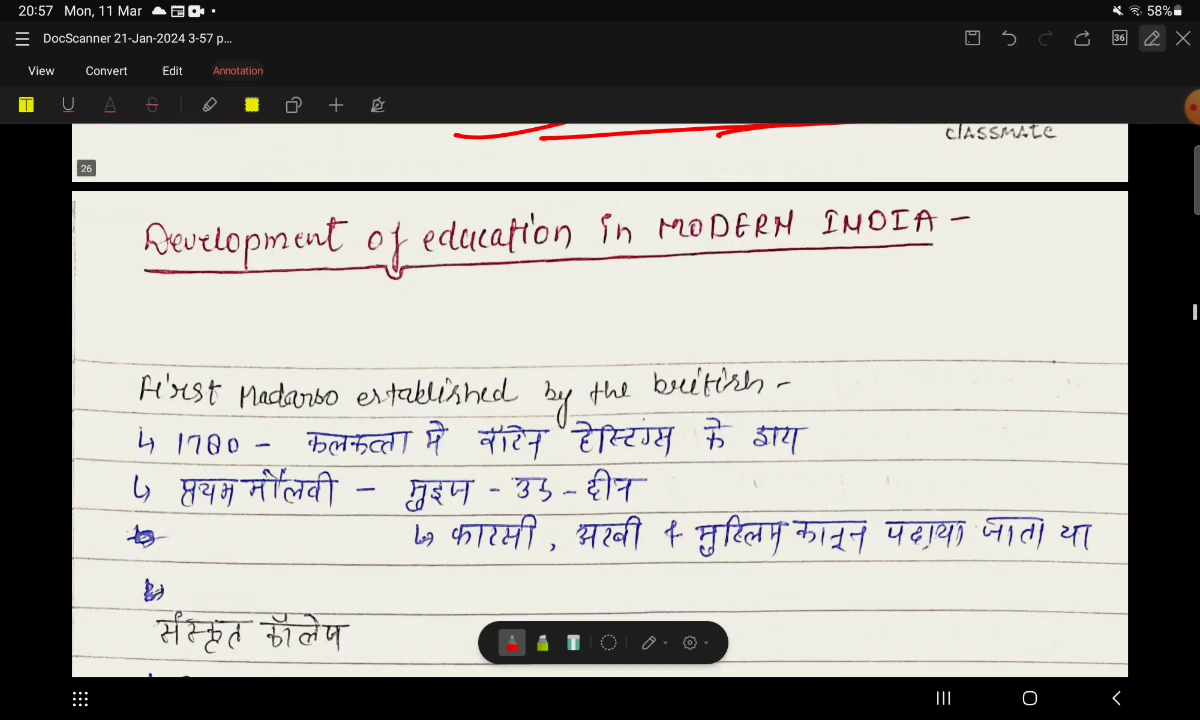 20:57 Mon, 11 Mar
58%
DocScanner 21-Jan-2024 3-57 p...
36
View Convert Edit Annotation
T U A S
classmate
26
Development of education in MODERN INDIA -
First Madarso established by the british -
↳ 1780 - कलकत्ता में वॉरेन हेस्टिंग्स के द्वारा
↳ प्रथम मौलवी - मुइज - उद - दीन
↳ फारसी, अरबी + मुस्लिम कानून पढ़ाया जाता था
संस्कृत कॉलेज